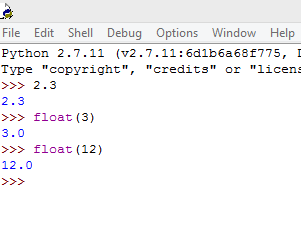 File Edit Shell Debug Options Window Help
Python 2.7.11 (v2.7.11:6d1b6a68f775,
Type "copyright", "credits" or "licens
>>> 2.3
2.3
>>> float(3)
3.0
>>> float(12)
12.0
>>>